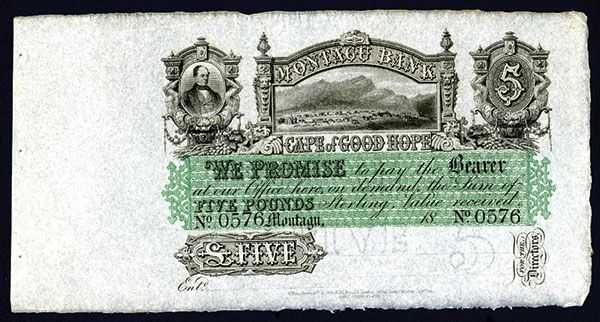 MONTAGU BANK
5
CAPE of GOOD HOPE
WE PROMISE to pay the Bearer
at our Office here, on demand, the Sum of
FIVE POUNDS Sterling Value received
No 0576 Montagu, 18 No 0576
£ FIVE
FOR THE Directors.
Entd.